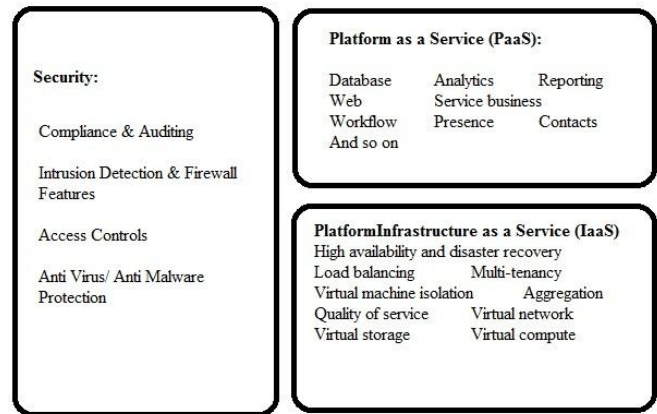 Security:
Compliance & Auditing
Intrusion Detection & Firewall
Features
Access Controls
Anti Virus/ Anti Malware
Protection
Platform as a Service (PaaS):
Database Analytics Reporting
Web Service business
Workflow Presence Contacts
And so on
PlatformInfrastructure as a Service (IaaS)
High availability and disaster recovery
Load balancing Multi-tenancy
Virtual machine isolation Aggregation
Quality of service Virtual network
Virtual storage Virtual compute